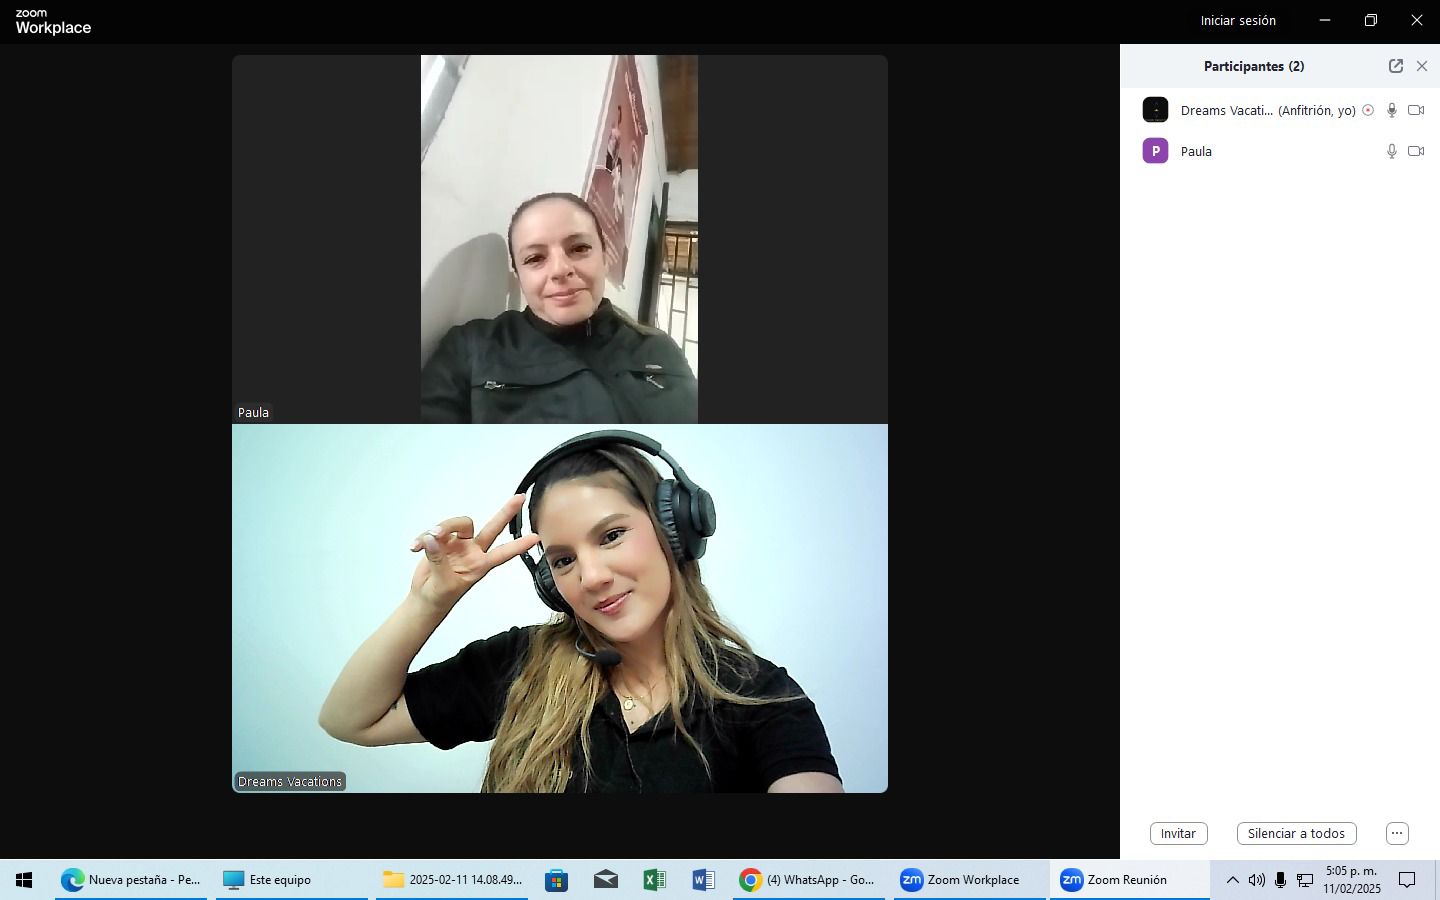 zoom
Workplace
Iniciar sesión
Participantes (2)
Dreams Vacati... (Anfitrión, yo)
P Paula
Paula
Dreams Vacations
Invitar
Silenciar a todos
...
Nueva pestaña - Pe...
Este equipo
2025-02-11 14.08.49...
(4) WhatsApp - Go...
zm Zoom Workplace
zm Zoom Reunión
5:05 p. m.
11/02/2025